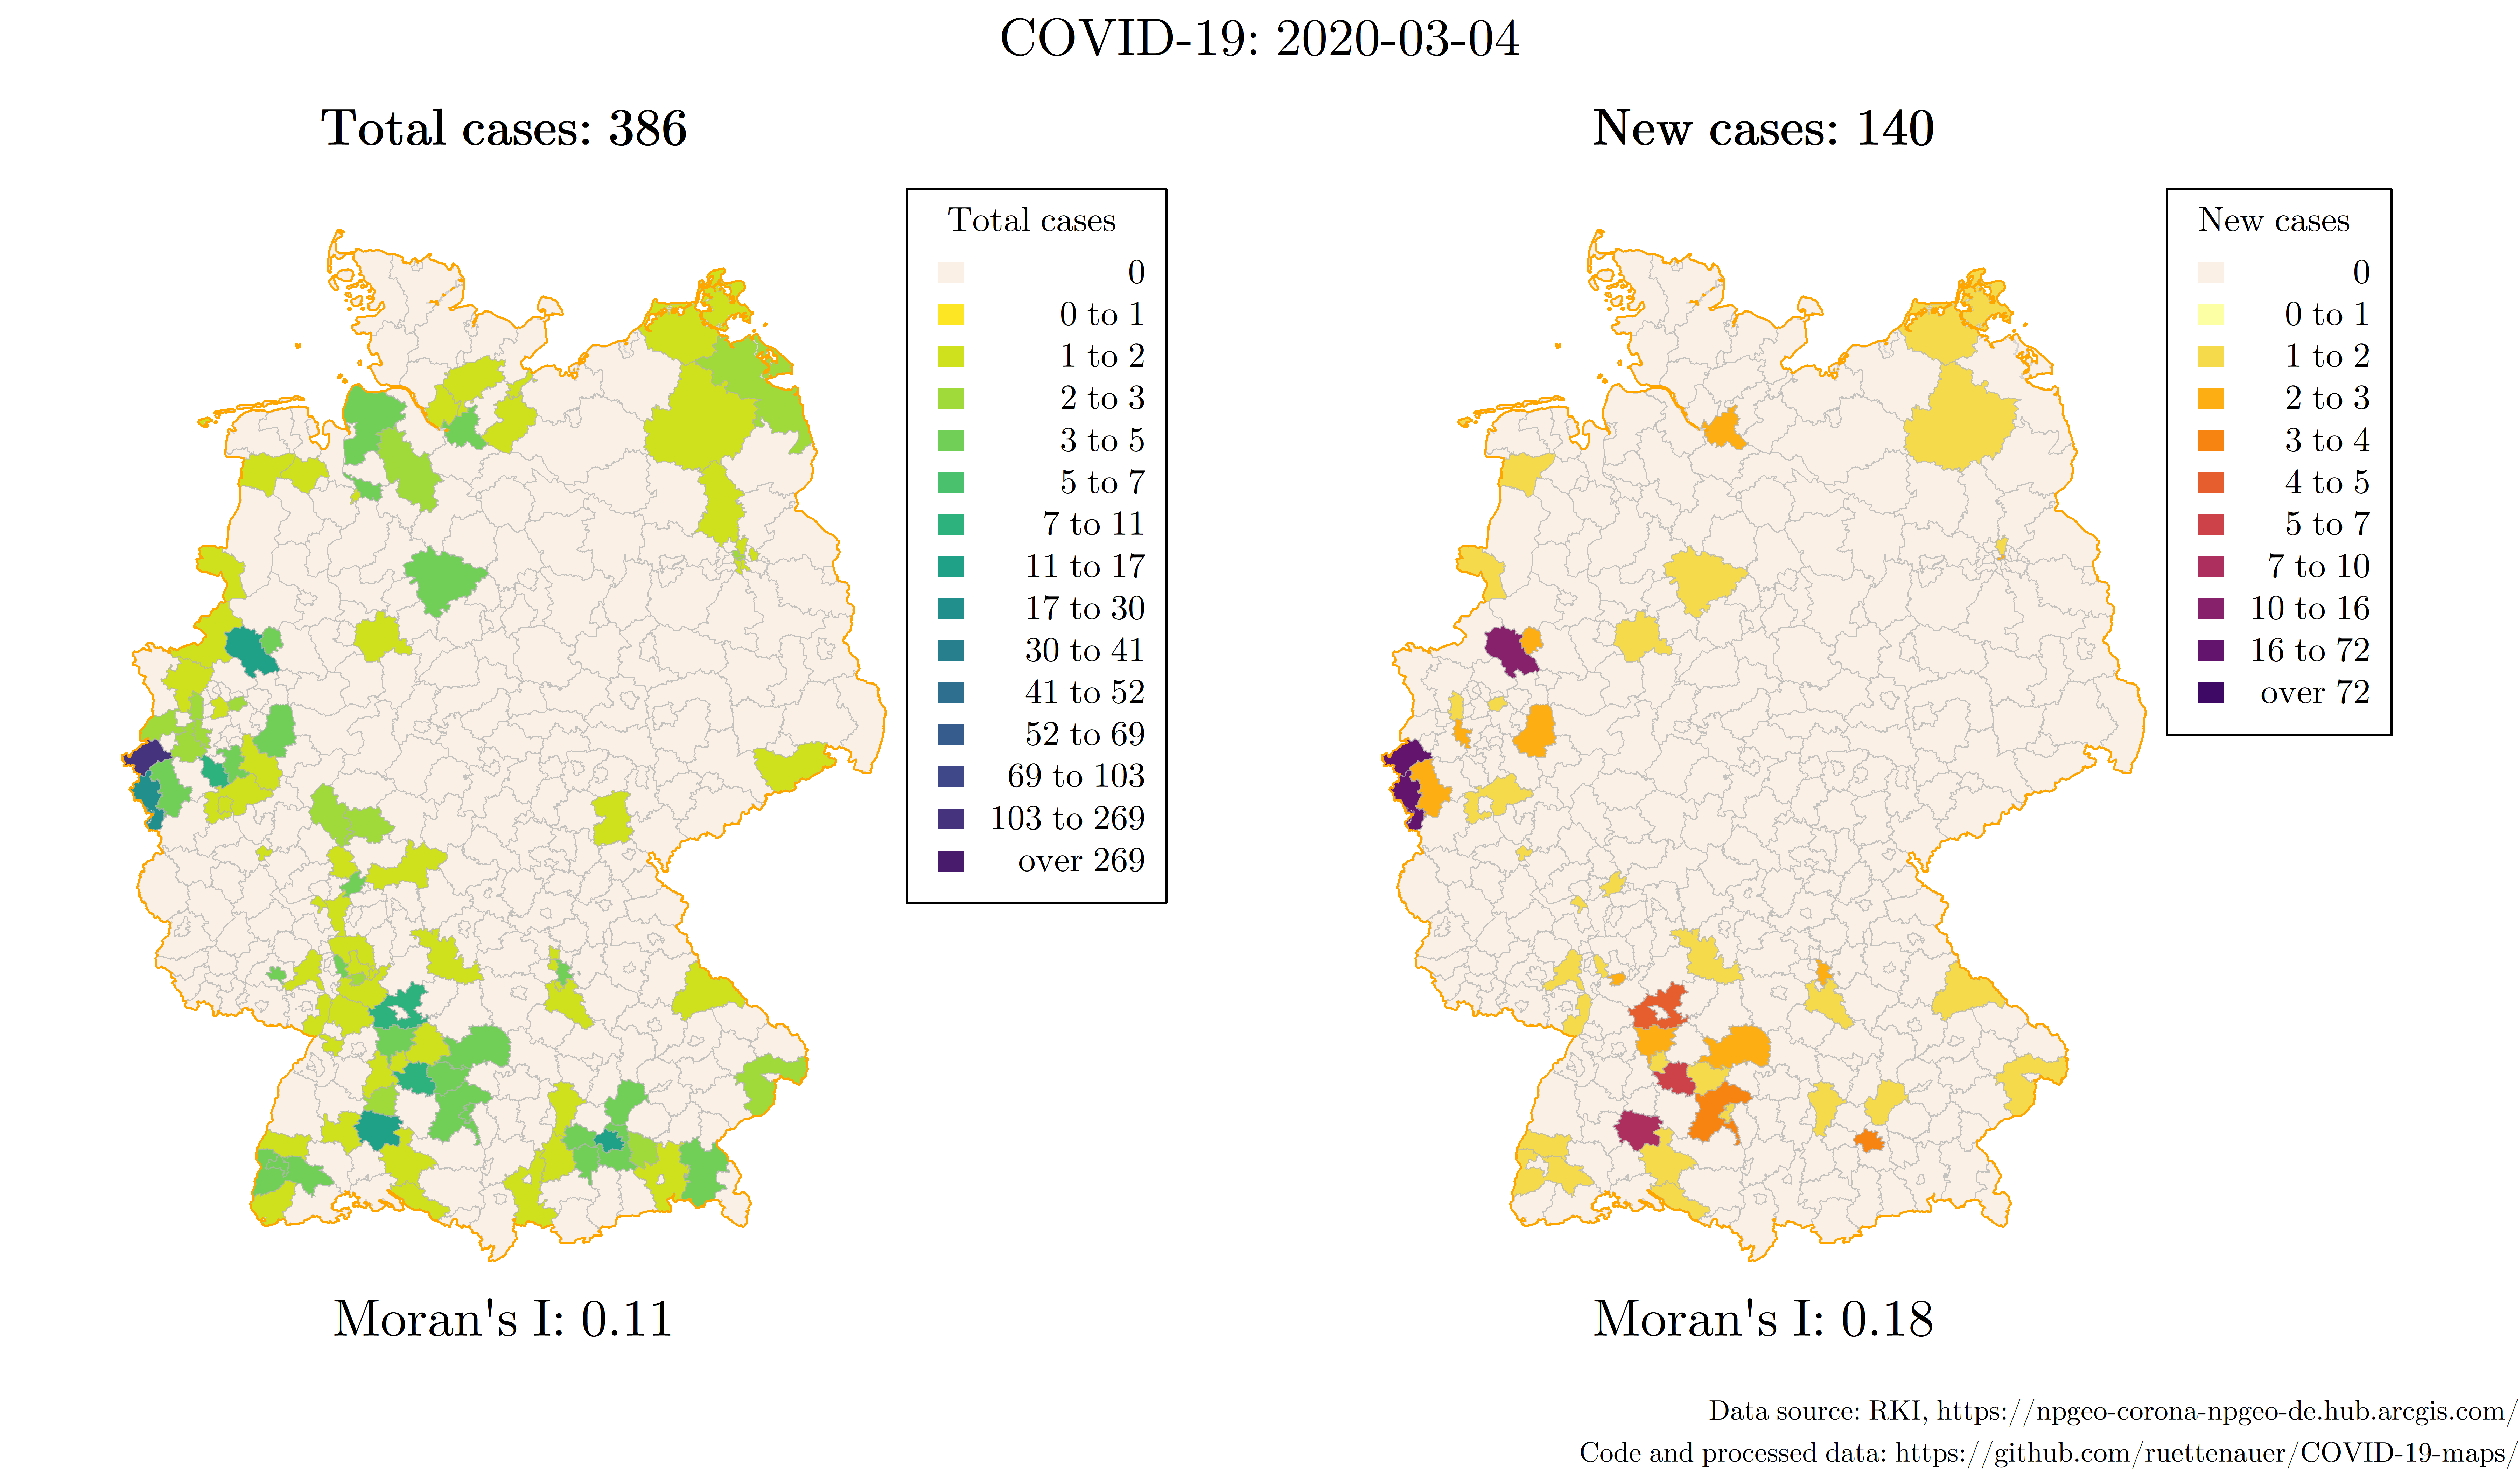 COVID-19: 2020-03-04
Total cases: 386
Total cases
0
0 to 1
1 to 2
2 to 3
3 to 5
5 to 7
7 to 11
11 to 17
17 to 30
30 to 41
41 to 52
52 to 69
69 to 103
103 to 269
over 269
Moran's I: 0.11
New cases: 140
New cases
0
0 to 1
1 to 2
2 to 3
3 to 4
4 to 5
5 to 7
7 to 10
10 to 16
16 to 72
over 72
Moran's I: 0.18
Data source: RKI, https://npgeo-corona-npgeo-de.hub.arcgis.com/
Code and processed data: https://github.com/ruettenauer/COVID-19-maps/